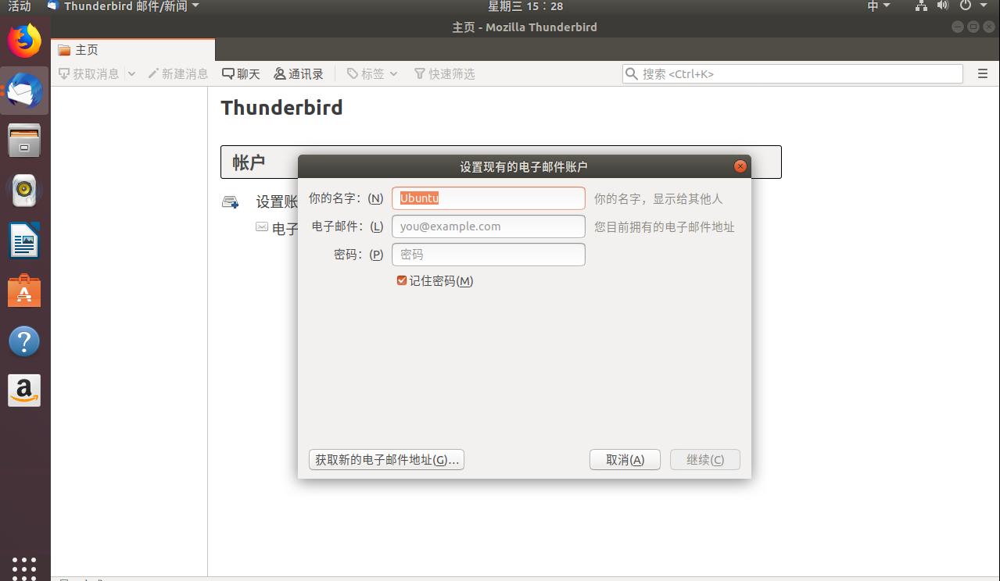 活动 Thunderbird 邮件/新闻 星期三 15：28 中
主页 - Mozilla Thunderbird
主页
获取消息 新建消息 聊天 通讯录 标签 快速筛选 搜索 <Ctrl+K>
Thunderbird
帐户
设置账
电子
设置现有的电子邮件账户
你的名字：(N) Ubuntu 你的名字，显示给其他人
电子邮件：(L) you@example.com 您目前拥有的电子邮件地址
密码：(P) 密码
记住密码(M)
获取新的电子邮件地址(G)... 取消(A) 继续(C)